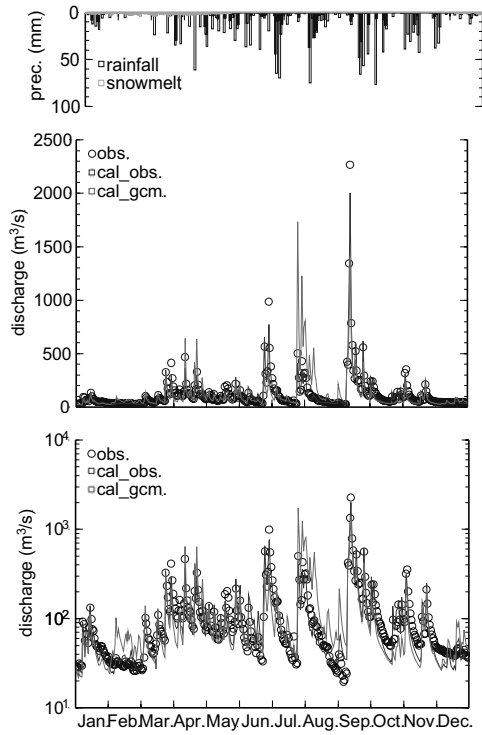 0
50
100
prec. (mm)
rainfall
snowmelt
2500
2000
1500
1000
500
0
discharge (m³/s)
obs.
cal_obs.
cal_gcm.
10⁴
10³
10²
10¹
discharge (m³/s)
obs.
cal_obs.
cal_gcm.
Jan. Feb. Mar. Apr. May Jun. Jul. Aug. Sep. Oct. Nov. Dec.